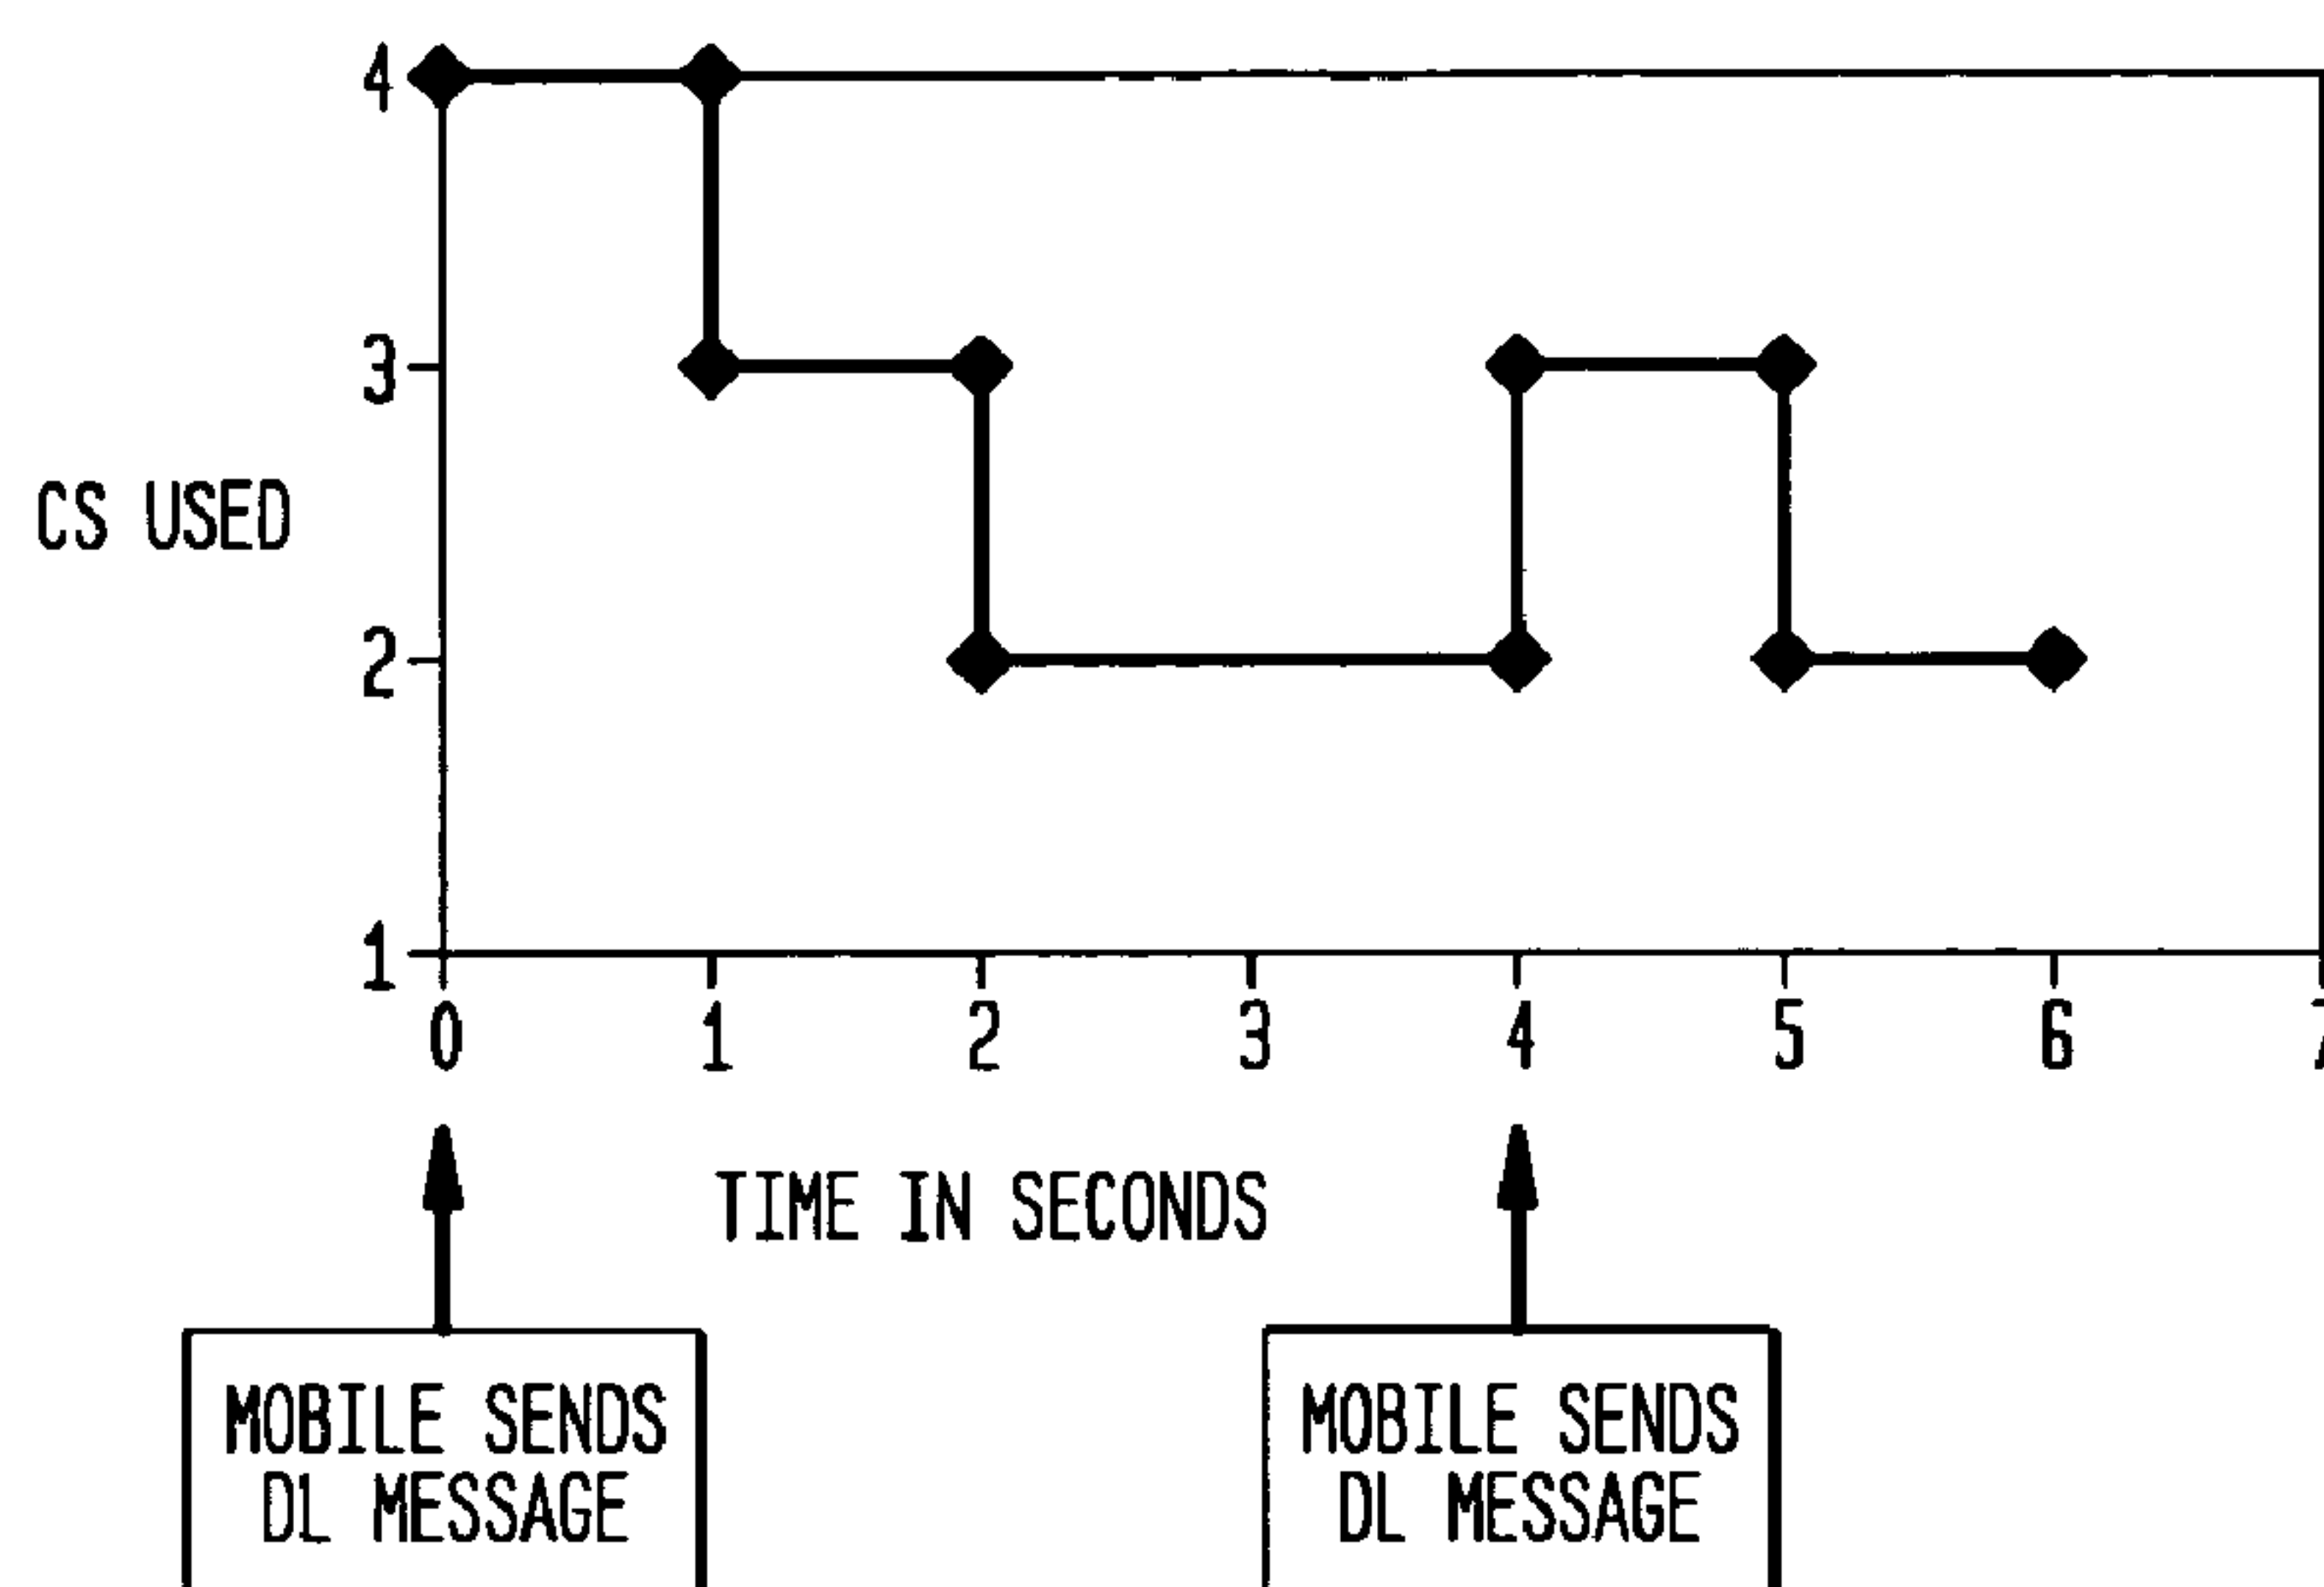 4
3
CS USED
2
1
0 1 2 3 4 5 6
TIME IN SECONDS
MOBILE SENDS
DL MESSAGE
MOBILE SENDS
DL MESSAGE